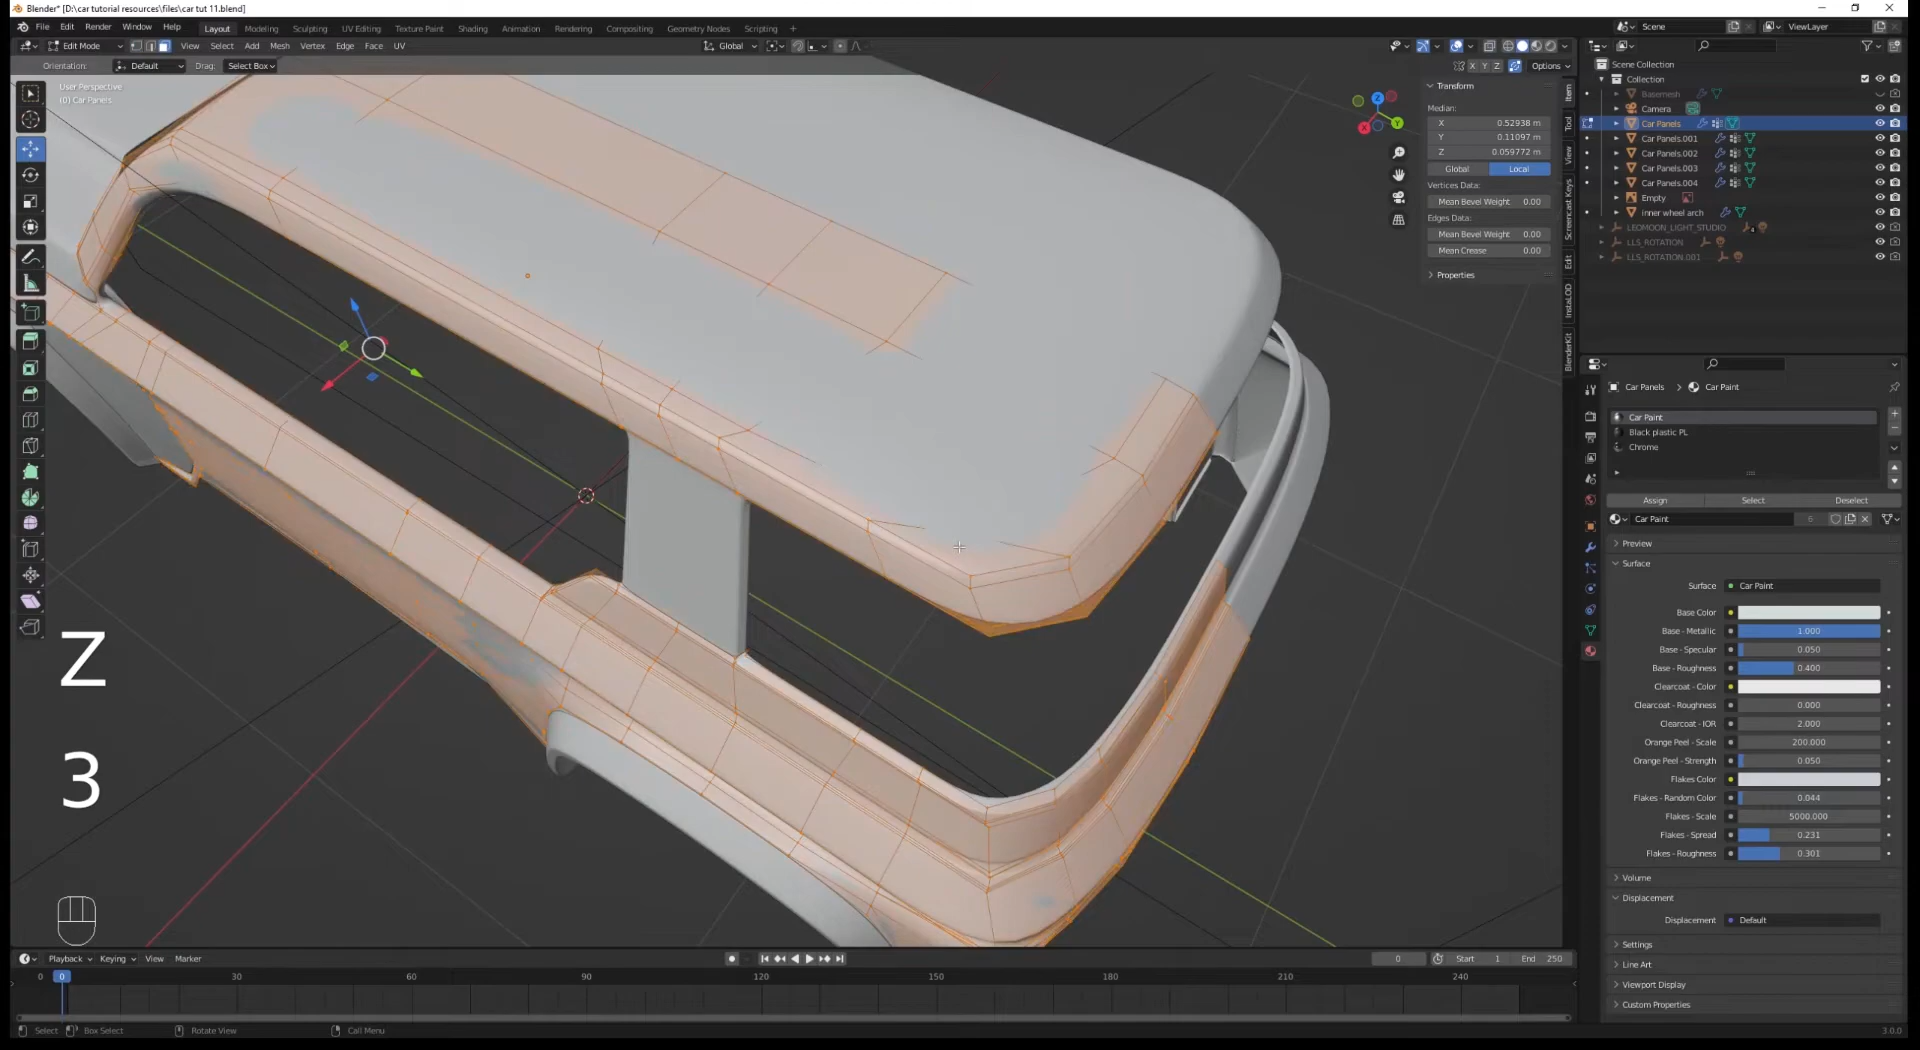 Blender* [D:\car tutorial resources\files\car tut 11.blend]
File Edit Render Window Help Layout Modeling Sculpting UV Editing Texture Paint Shading Animation Rendering Compositing Geometry Nodes Scripting + Scene ViewLayer
Edit Mode View Select Add Mesh Vertex Edge Face UV Global
Orientation: Default Drag: Select Box X Y Z Options
User Perspective
(0) Car Panels
Transform
Median:
X 0.52938 m
Y 0.11097 m
Z 0.059772 m
Global Local
Vertices Data:
Mean Bevel Weight 0.00
Edges Data:
Mean Bevel Weight 0.00
Mean Crease 0.00
Properties
Item
Tool
View
Screencast Keys
Edit
InstaLOD
BlenderKit
Z
X
Y
Scene Collection
Collection
Basemesh
Camera
Car Panels
Car Panels.001
Car Panels.002
Car Panels.003
Car Panels.004
Empty
inner wheel arch
LEOMOON_LIGHT_STUDIO
LLS_ROTATION
LLS_ROTATION.001
Car Panels > Car Paint
Car Paint
Black plastic PL
Chrome
Assign Select Deselect
Car Paint 6
Preview
Surface
Surface Car Paint
Base Color
Base - Metallic 1.000
Base - Specular 0.050
Base - Roughness 0.400
Clearcoat - Color
Clearcoat - Roughness 0.000
Clearcoat - IOR 2.000
Orange Peel - Scale 200.000
Orange Peel - Strength 0.050
Flakes Color
Flakes - Random Color 0.044
Flakes - Scale 5000.000
Flakes - Spread 0.231
Flakes - Roughness 0.301
Volume
Displacement
Displacement Default
Settings
Line Art
Viewport Display
Custom Properties
Z
3
Playback Keying View Marker 0 Start 1 End 250
0 0 30 60 90 120 150 180 210 240
Select Box Select Rotate View Call Menu 3.0.0